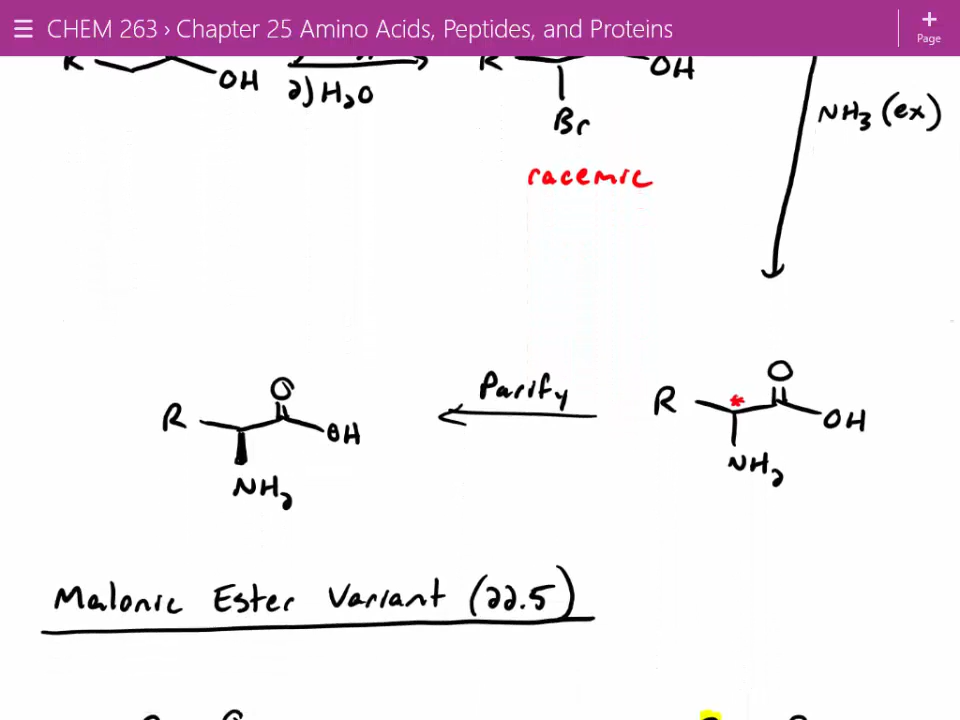 ☰ CHEM 263 › Chapter 25 Amino Acids, Peptides, and Proteins
+
Page
R
OH
2) H2O
R
OH
Br
racemic
NH3 (ex)
R
O
OH
NH2
Purify
R
*
O
OH
NH2
Malonic Ester Variant (22.5)